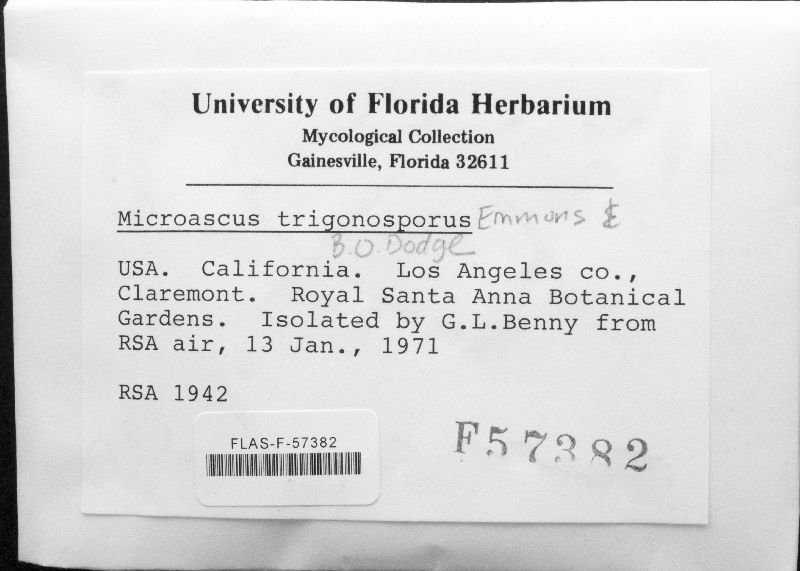 University of Florida Herbarium
Mycological Collection
Gainesville, Florida 32611
Microascus trigonosporus Emmons &
B.O. Dodge
USA. California. Los Angeles co.,
Claremont. Royal Santa Anna Botanical
Gardens. Isolated by G.L.Benny from
RSA air, 13 Jan., 1971
RSA 1942
FLAS-F-57382
F57382